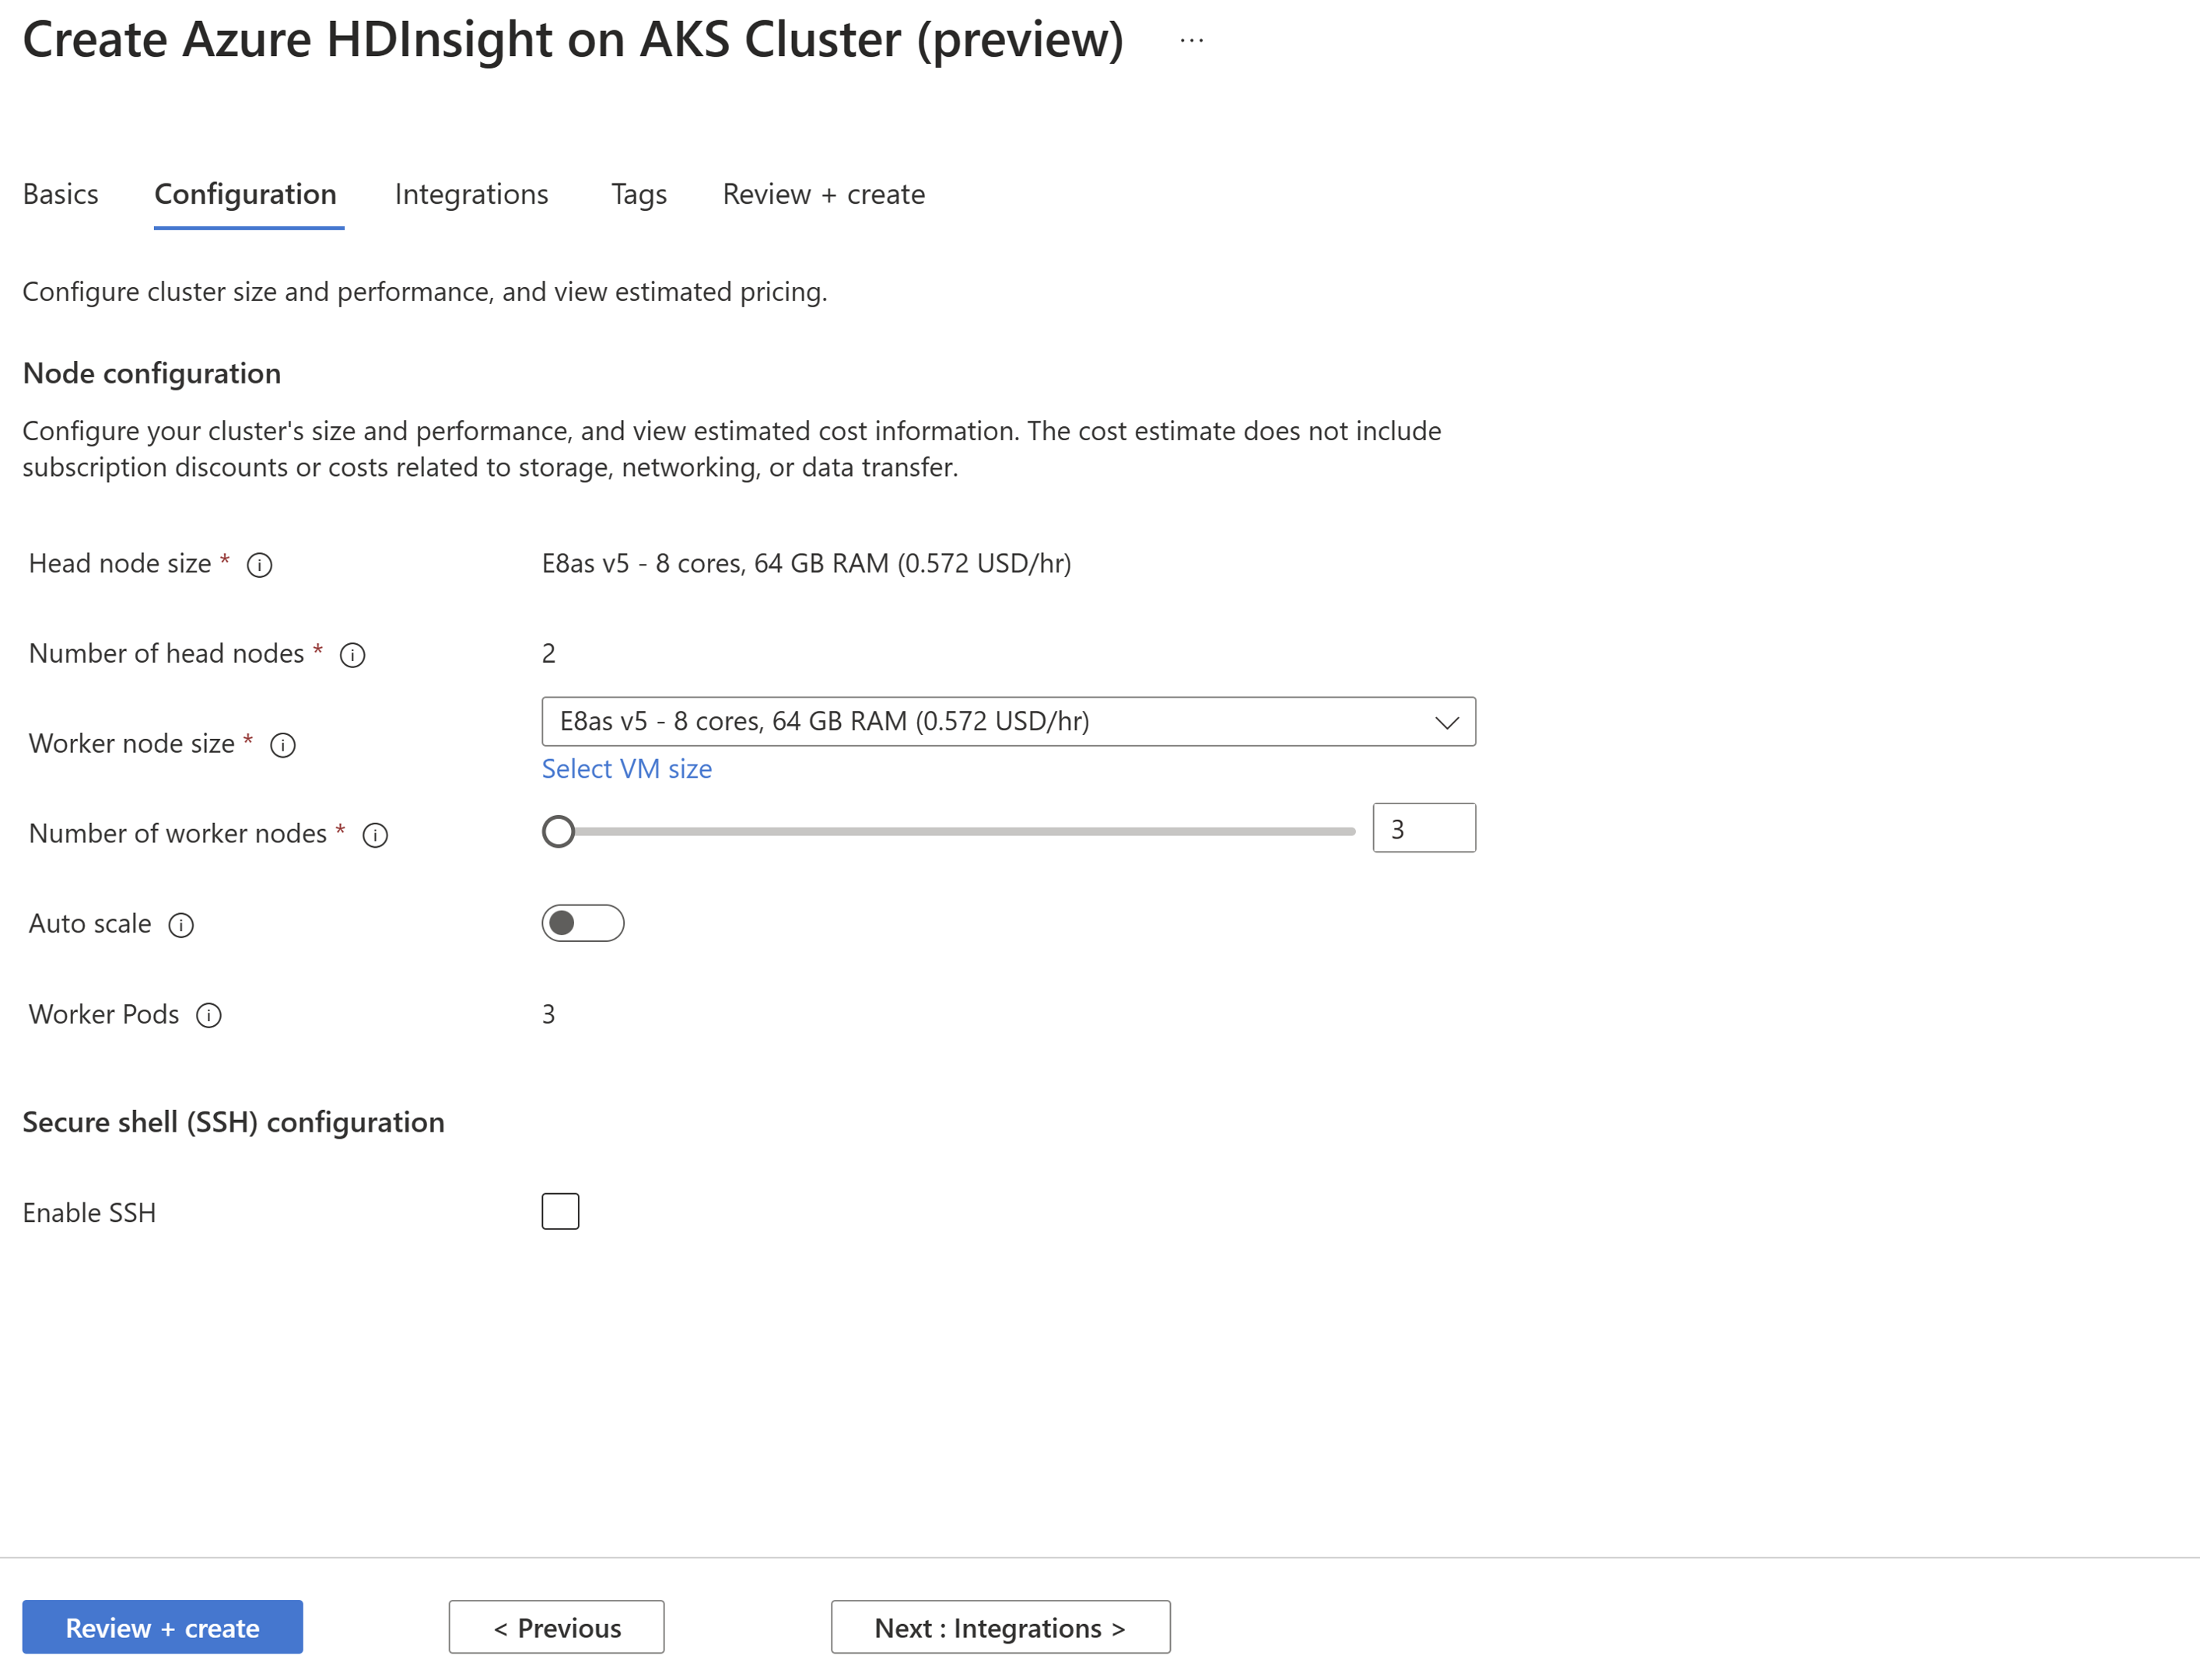 Create Azure HDInsight on AKS Cluster (preview) ...
Basics Configuration Integrations Tags Review + create
Configure cluster size and performance, and view estimated pricing.
Node configuration
Configure your cluster's size and performance, and view estimated cost information. The cost estimate does not include
subscription discounts or costs related to storage, networking, or data transfer.
Head node size * E8as v5 - 8 cores, 64 GB RAM (0.572 USD/hr)
Number of head nodes * 2
Worker node size * E8as v5 - 8 cores, 64 GB RAM (0.572 USD/hr)
Select VM size
Number of worker nodes * 3
Auto scale
Worker Pods 3
Secure shell (SSH) configuration
Enable SSH
Review + create < Previous Next : Integrations >